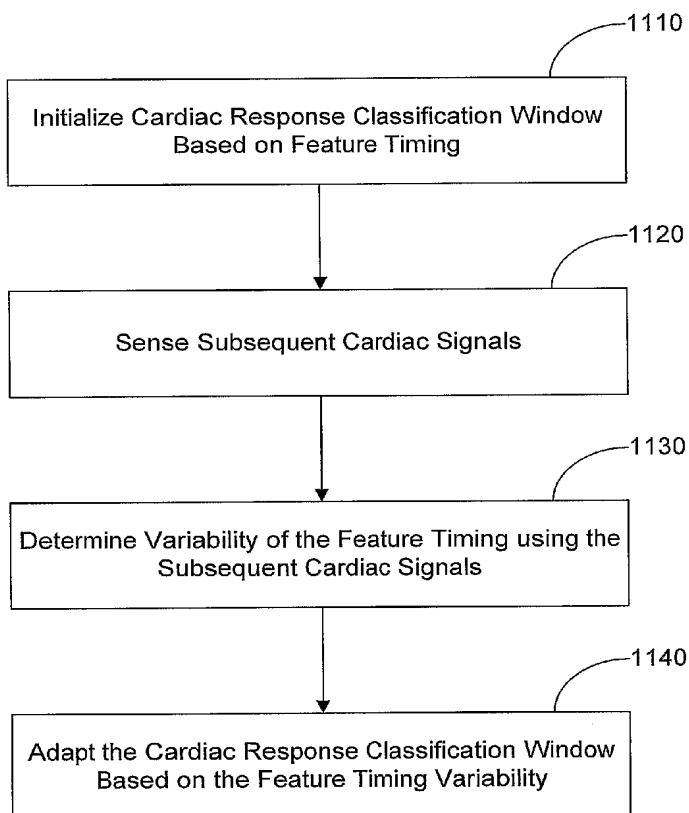 1110
Initialize Cardiac Response Classification Window
Based on Feature Timing
1120
Sense Subsequent Cardiac Signals
1130
Determine Variability of the Feature Timing using the
Subsequent Cardiac Signals
1140
Adapt the Cardiac Response Classification Window
Based on the Feature Timing Variability